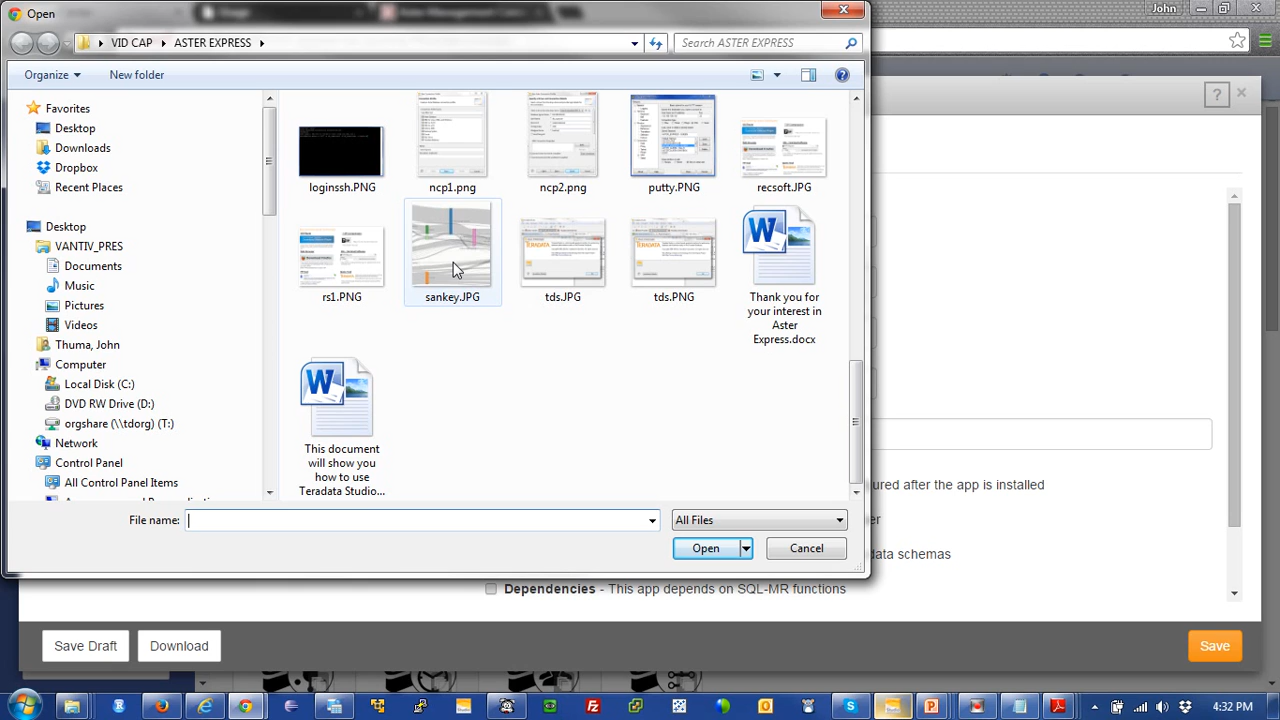 Open
John
VID CAP
ASTER EXPRESS
Search ASTER EXPRESS
Organize
New folder
?
Favorites
Desktop
Downloads
Recent Places
Desktop
VANTIV_PRES
Documents
Music
Pictures
Videos
Thuma, John
Computer
Local Disk (C:)
DVD RW Drive (D:)
orgshare (\\tdorg) (T:)
Network
Control Panel
All Control Panel Items
loginssh.PNG
ncp1.png
ncp2.png
putty.PNG
recsoft.JPG
rs1.PNG
sankey.JPG
tds.JPG
tds.PNG
Thank you for
your interest in
Aster
Express.docx
This document
will show you
how to use
Teradata Studio...
File name:
All Files
Open
Cancel
ured after the app is installed
er
data schemas
Dependencies - This app depends on SQL-MR functions
Save Draft
Download
Save
4:32 PM